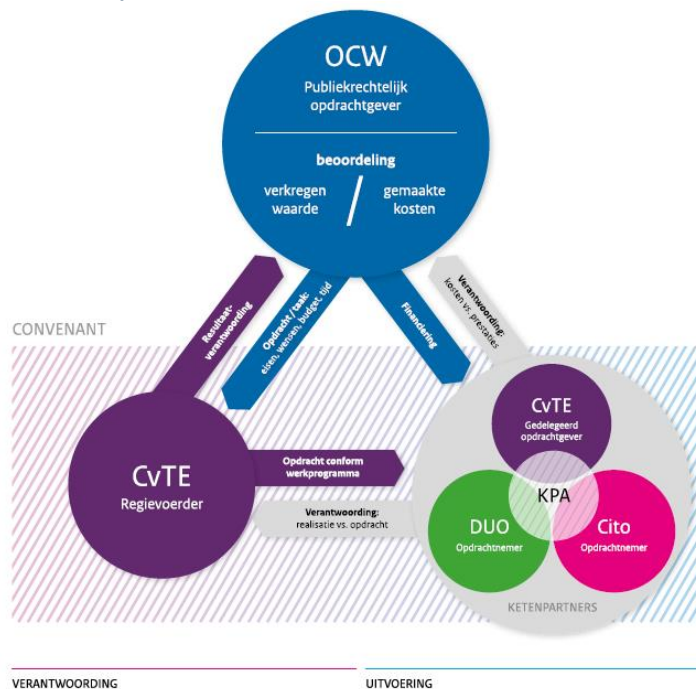 OCW
Publiekrechtelijk
opdrachtgever
beoordeling
verkregen
waarde
/
gemaakte
kosten
Resultaat-
verantwoording
Opdracht / taak:
eisen, wensen, budget, tijd
Financiering
Verantwoording:
kosten vs. prestaties
CONVENANT
CvTE
Regievoerder
Opdracht conform
werkprogramma
Verantwoording:
realisatie vs. opdracht
CvTE
Gedelegeerd
opdrachtgever
KPA
DUO
Opdrachtnemer
Cito
Opdrachtnemer
KETENPARTNERS
VERANTWOORDING
UITVOERING